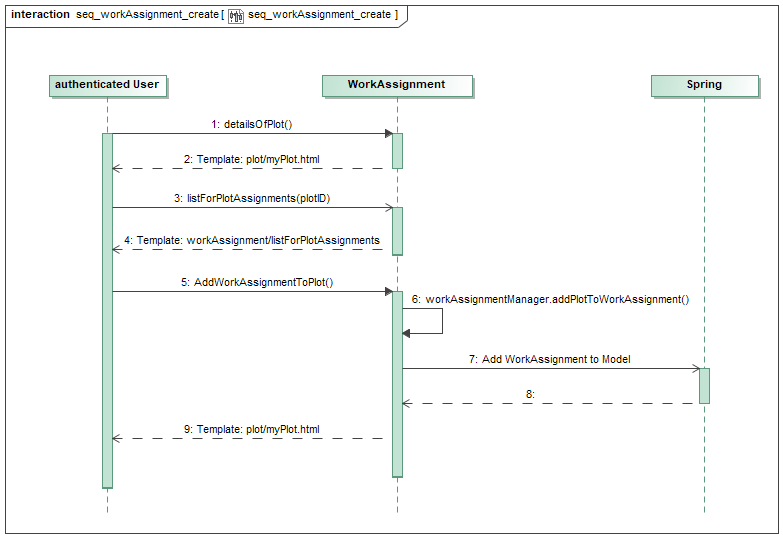 interaction seq_workAssignment_create [ seq_workAssignment_create ]
authenticated User
WorkAssignment
Spring
1: detailsOfPlot()
2: Template: plot/myPlot.html
3: listForPlotAssignments(plotID)
4: Template: workAssignment/listForPlotAssignments
5: AddWorkAssignmentToPlot()
6: workAssignmentManager.addPlotToWorkAssignment()
7: Add WorkAssignment to Model
8:
9: Template: plot/myPlot.html